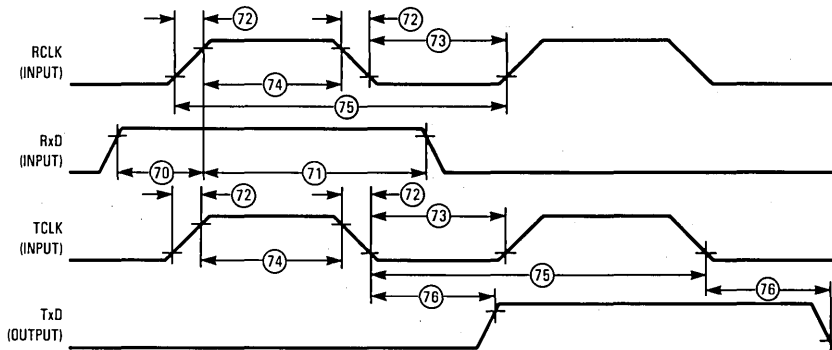 72 72 73
RCLK
(INPUT)
74
75
RxD
(INPUT)
70 71
72 72
73
TCLK
(INPUT)
74
75
76 76
TxD
(OUTPUT)